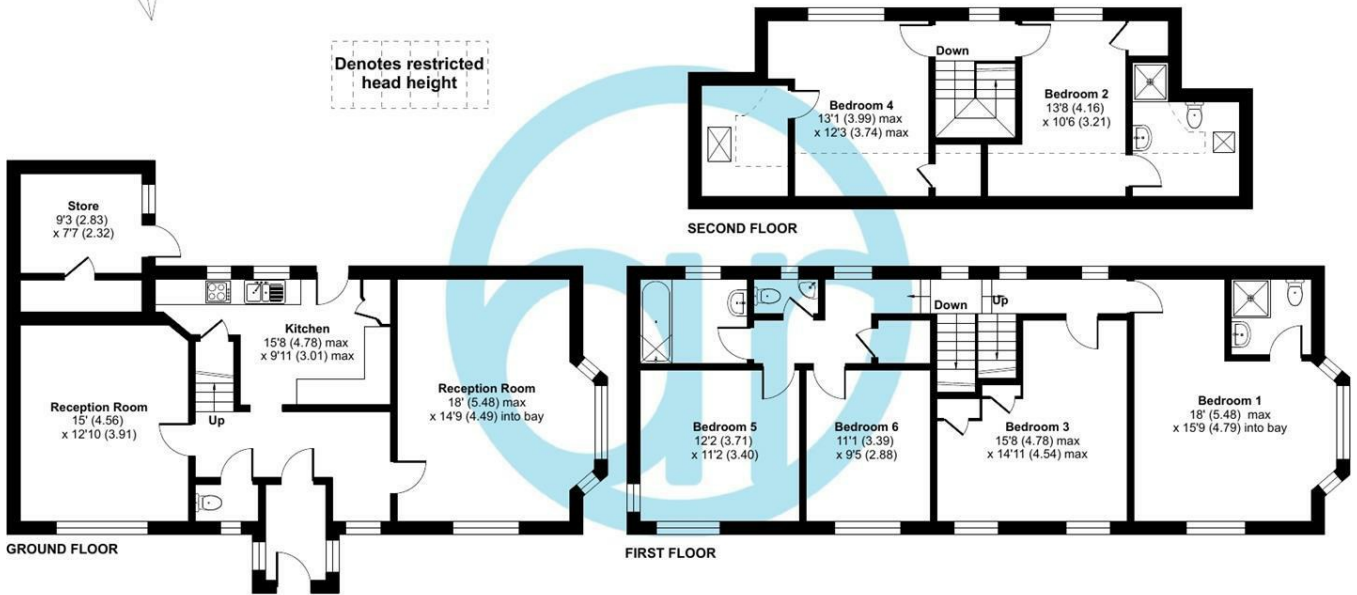 Denotes restricted
head height
Down
Bedroom 4
13'1 (3.99) max
x 12'3 (3.74) max
Bedroom 2
13'8 (4.16)
x 10'6 (3.21)
SECOND FLOOR
Store
9'3 (2.83)
x 7'7 (2.32)
Kitchen
15'8 (4.78) max
x 9'11 (3.01) max
Reception Room
15' (4.56)
x 12'10 (3.91)
Up
Reception Room
18' (5.48) max
x 14'9 (4.49) into bay
GROUND FLOOR
Down
Up
Bedroom 5
12'2 (3.71)
x 11'2 (3.40)
Bedroom 6
11'1 (3.39)
x 9'5 (2.88)
Bedroom 3
15'8 (4.78) max
x 14'11 (4.54) max
Bedroom 1
18' (5.48) max
x 15'9 (4.79) into bay
FIRST FLOOR